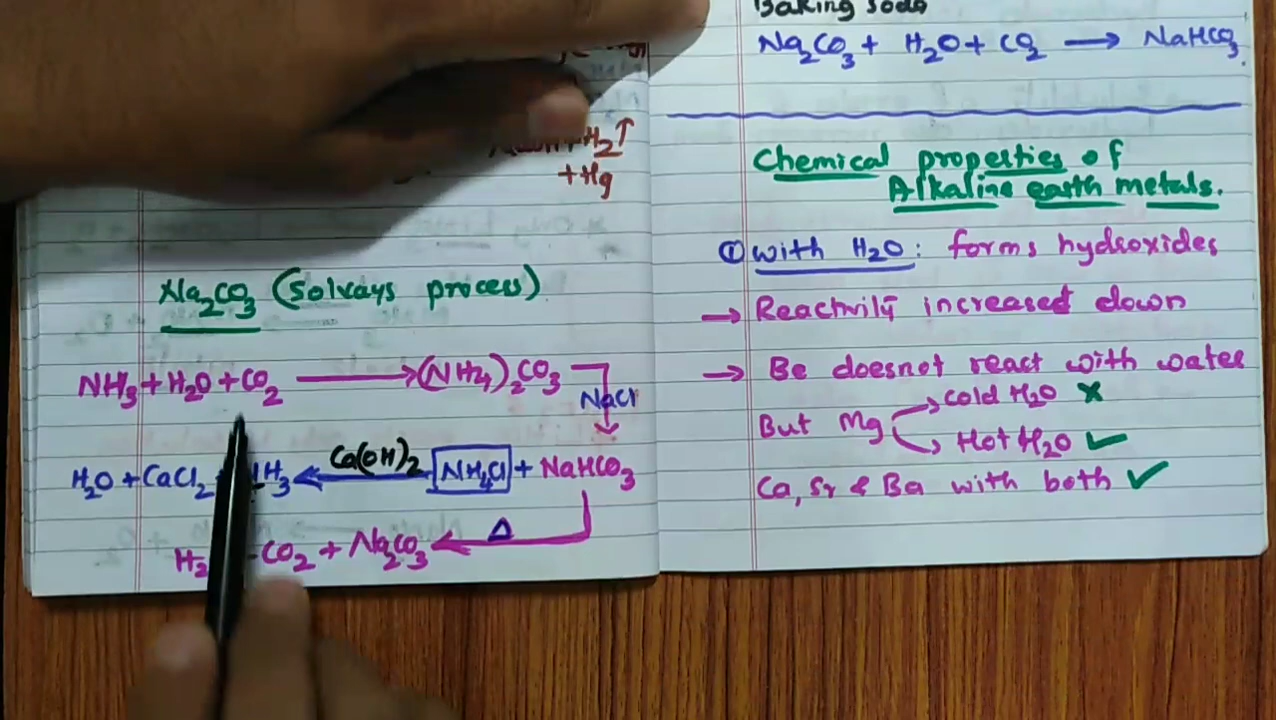 H₂↑
+Hg
Na₂CO₃ (Solvays process)
NH₃ + H₂O + CO₂ ⟶ (NH₄)₂CO₃
NaCl
H₂O + CaCl₂ H₃ Ca(OH)₂ NH₄Cl + NaHCO₃
Δ
H₂ CO₂ + Na₂CO₃
Baking Soda
Na₂CO₃ + H₂O + CO₂ ⟶ NaHCO₃.
Chemical properties of
Alkaline earth metals.
① with H₂O : forms hydroxides
→ Reactivity increased down
→ Be doesnot react with water
But Mg → cold H₂O ✗
→ Hot H₂O ✓
Ca, Sr & Ba with both ✓